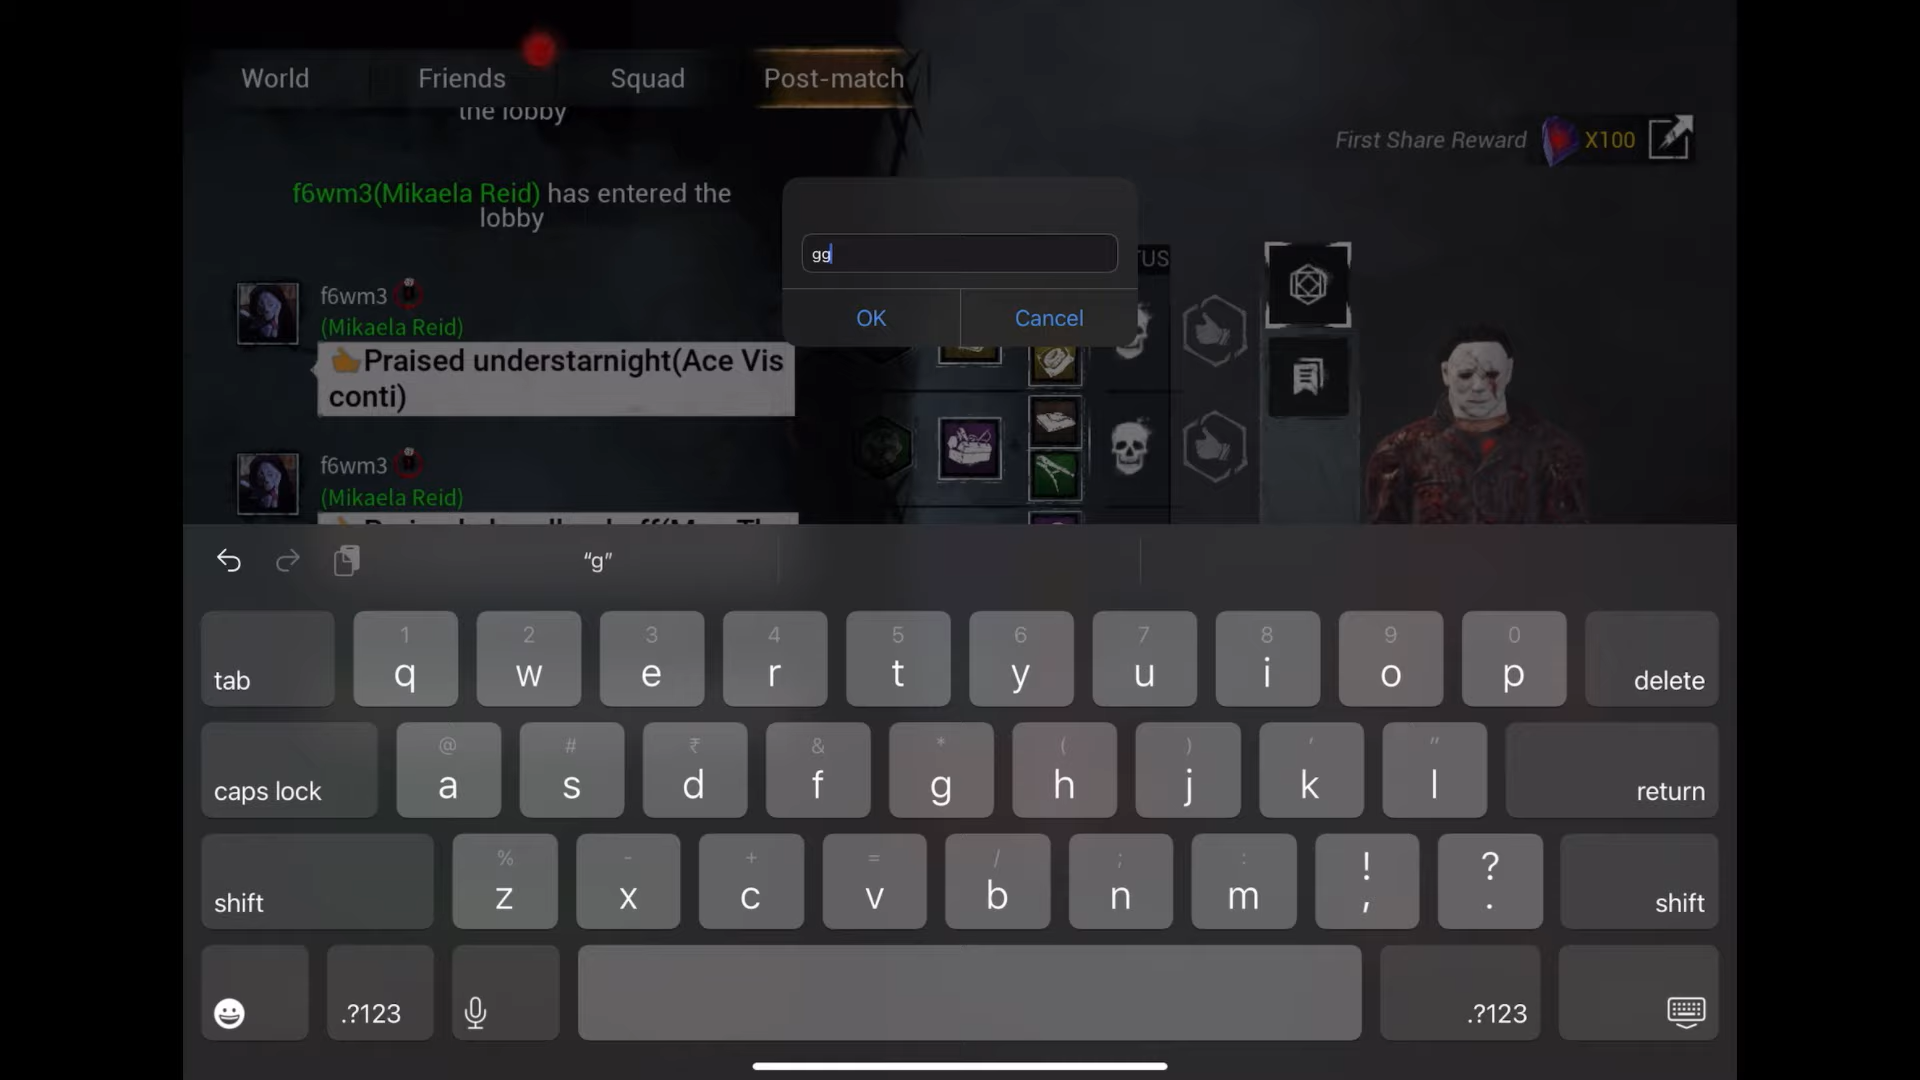 World
Friends
Squad
Post-match
the lobby
First Share Reward
X100
f6wm3(Mikaela Reid) has entered the
lobby
gg
OK
Cancel
TUS
f6wm3
(Mikaela Reid)
👍Praised understarnight(Ace Vis
conti)
f6wm3
(Mikaela Reid)
“g”
tab
1 2 3 4 5 6 7 8 9 0
q w e r t y u i o p
delete
@ # ₹ & * ( ) ' "
caps lock
a s d f g h j k l
return
% - + = / ; : ! ?
shift
z x c v b n m , .
shift
.?123
.?123